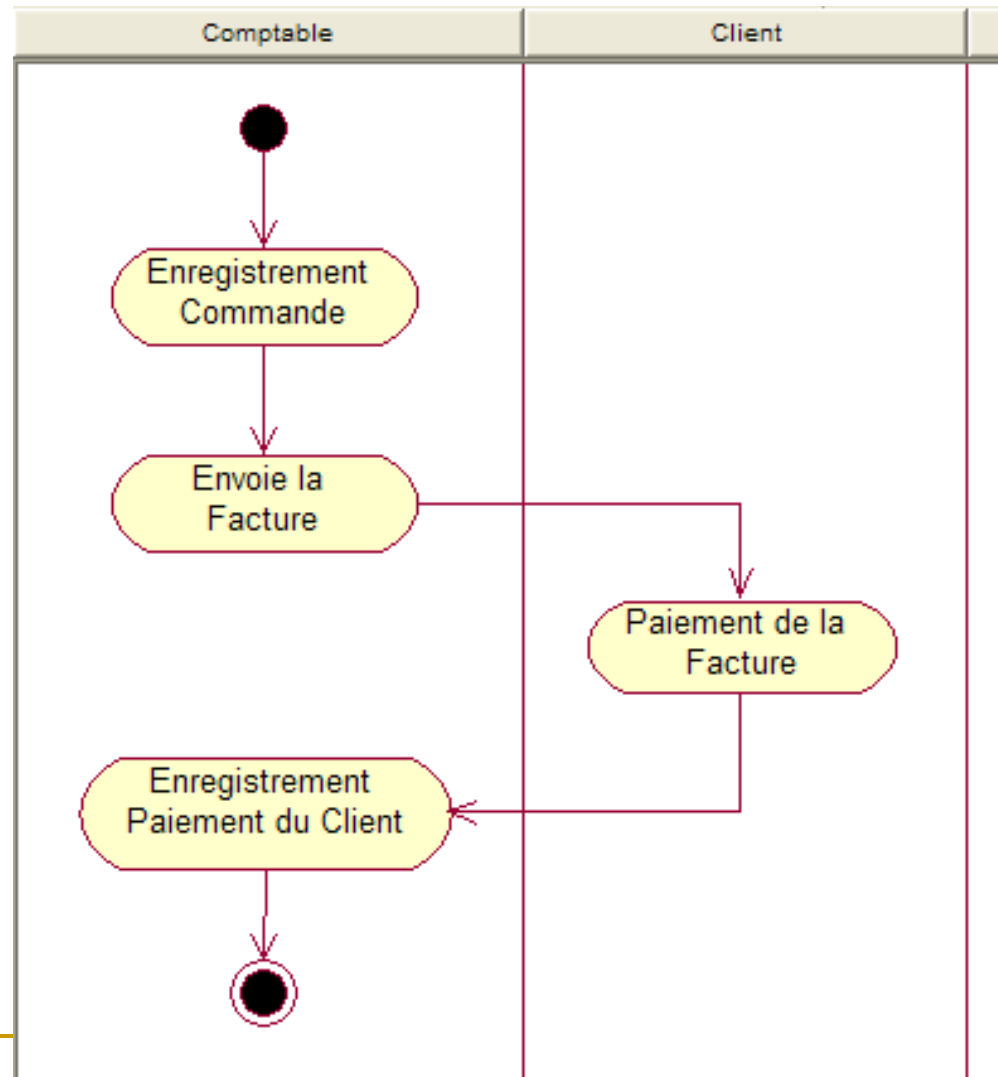 Comptable
Client
Enregistrement
Commande
Envoie la
Facture
Paiement de la
Facture
Enregistrement
Paiement du Client